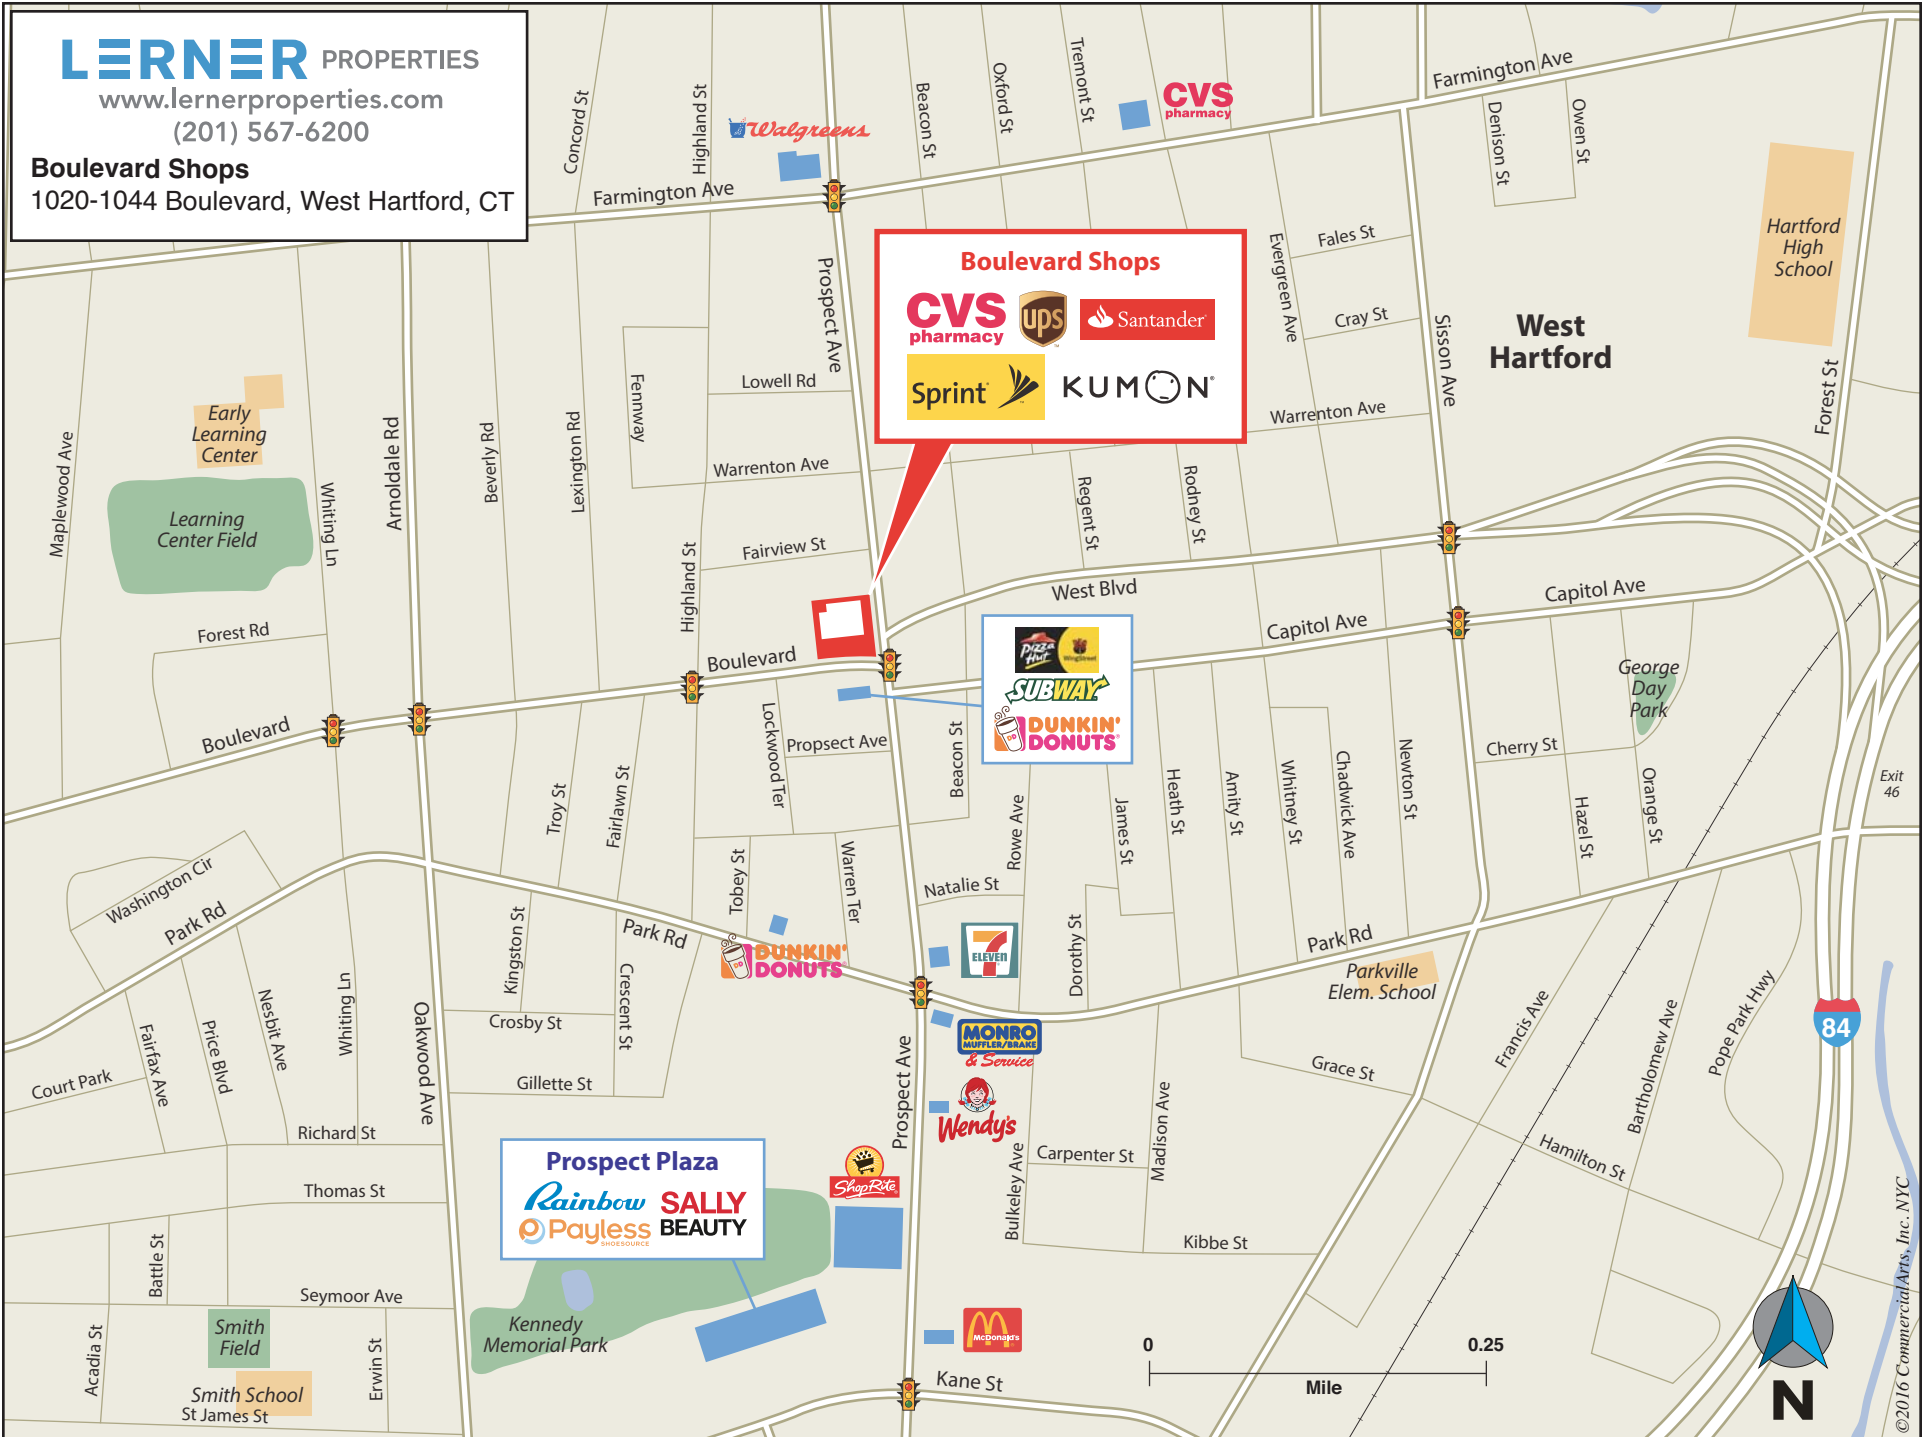 LERNER PROPERTIES
www.lernerproperties.com
(201) 567-6200
Boulevard Shops
1020-1044 Boulevard, West Hartford, CT
Concord St
Highland St
Walgreens
Beacon St
Oxford St
Tremont St
CVS
pharmacy
Farmington Ave
Denison St
Owen St
Farmington Ave
Hartford
High
School
Prospect Ave
Boulevard Shops
CVS
pharmacy
ups
Santander
Sprint
KUMON
Evergreen Ave
Fales St
Cray St
Sisson Ave
West
Hartford
Forest St
Warrenton Ave
Fennway
Lowell Rd
Warrenton Ave
Early
Learning
Center
Maplewood Ave
Arnoldale Rd
Beverly Rd
Lexington Rd
Whiting Ln
Learning
Center Field
Highland St
Fairview St
Regent St
Rodney St
West Blvd
Capitol Ave
Capitol Ave
Forest Rd
Boulevard
Boulevard
Pizza
Hut
WingStreet
SUBWAY
DUNKIN'
DONUTS
George
Day
Park
Lockwood Ter
Propsect Ave
Beacon St
Cherry St
Exit
46
Troy St
Fairlawn St
Rowe Ave
James St
Heath St
Amity St
Whitney St
Chadwick Ave
Newton St
Hazel St
Orange St
Washington Cir
Park Rd
Tobey St
Warren Ter
Natalie St
Kingston St
Park Rd
DUNKIN'
DONUTS
7
ELEVEN
Dorothy St
Park Rd
Parkville
Elem. School
Fairfax Ave
Price Blvd
Nesbit Ave
Whiting Ln
Oakwood Ave
Crosby St
Crescent St
MONRO
MUFFLER/BRAKE
& Service
Francis Ave
Bartholomew Ave
Pope Park Hwy
84
Court Park
Gillette St
Prospect Ave
Wendy's
Grace St
Richard St
Bulkeley Ave
Carpenter St
Madison Ave
Hamilton St
Prospect Plaza
Rainbow
SALLY
BEAUTY
Payless
SHOESOURCE
ShopRite
Thomas St
Battle St
Kibbe St
Seymoor Ave
Acadia St
Smith
Field
Erwin St
Kennedy
Memorial Park
McDonald's
Smith School
St James St
Kane St
0
0.25
Mile
N
©2016 CommercialArts, Inc. NYC